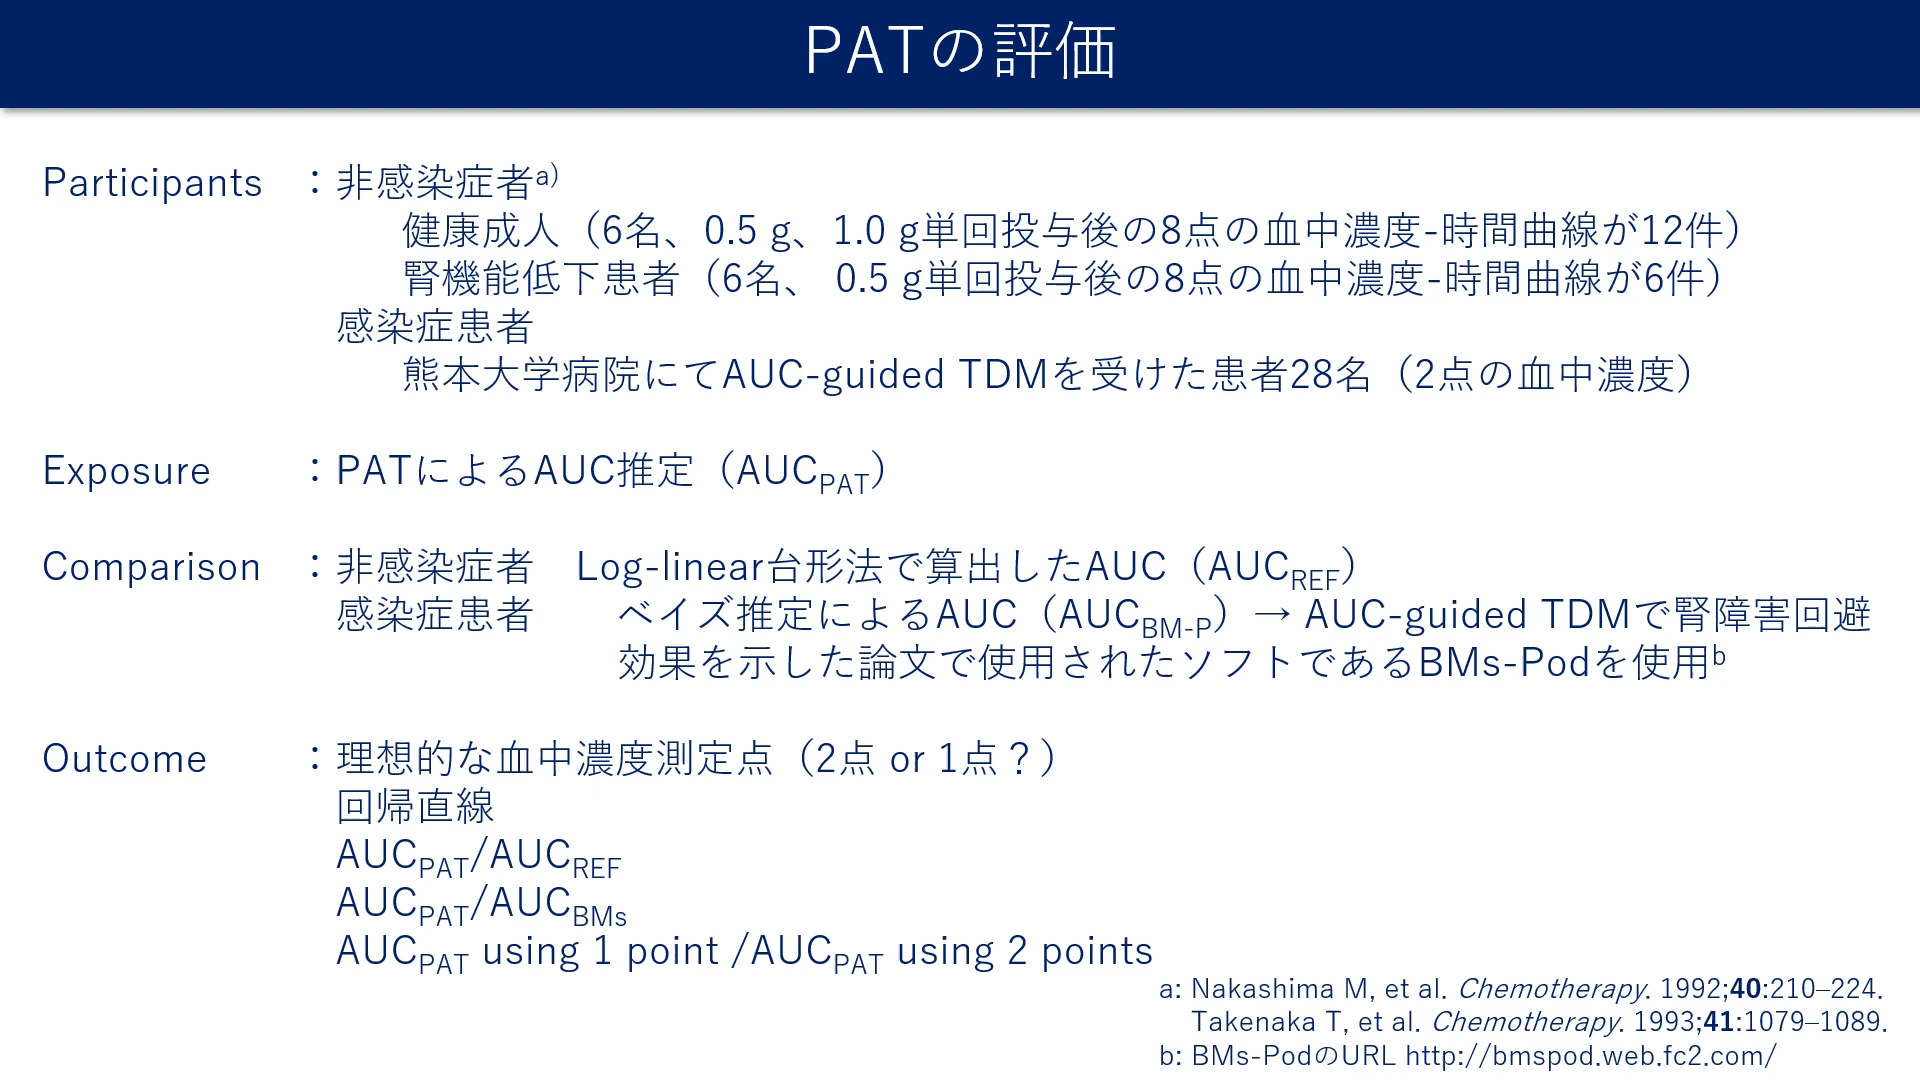 PATの評価
Participants ：非感染症者a)
健康成人（6名、0.5 g、1.0 g単回投与後の8点の血中濃度-時間曲線が12件）
腎機能低下患者（6名、 0.5 g単回投与後の8点の血中濃度-時間曲線が6件）
感染症患者
熊本大学病院にてAUC-guided TDMを受けた患者28名（2点の血中濃度）
Exposure ：PATによるAUC推定（AUCPAT）
Comparison ：非感染症者 Log-linear台形法で算出したAUC（AUCREF）
感染症患者 ベイズ推定によるAUC（AUCBM-P）→ AUC-guided TDMで腎障害回避
効果を示した論文で使用されたソフトであるBMs-Podを使用b
Outcome ：理想的な血中濃度測定点（2点 or 1点？）
回帰直線
AUCPAT/AUCREF
AUCPAT/AUCBMs
AUCPAT using 1 point /AUCPAT using 2 points
a: Nakashima M, et al. Chemotherapy. 1992;40:210–224.
Takenaka T, et al. Chemotherapy. 1993;41:1079–1089.
b: BMs-PodのURL http://bmspod.web.fc2.com/